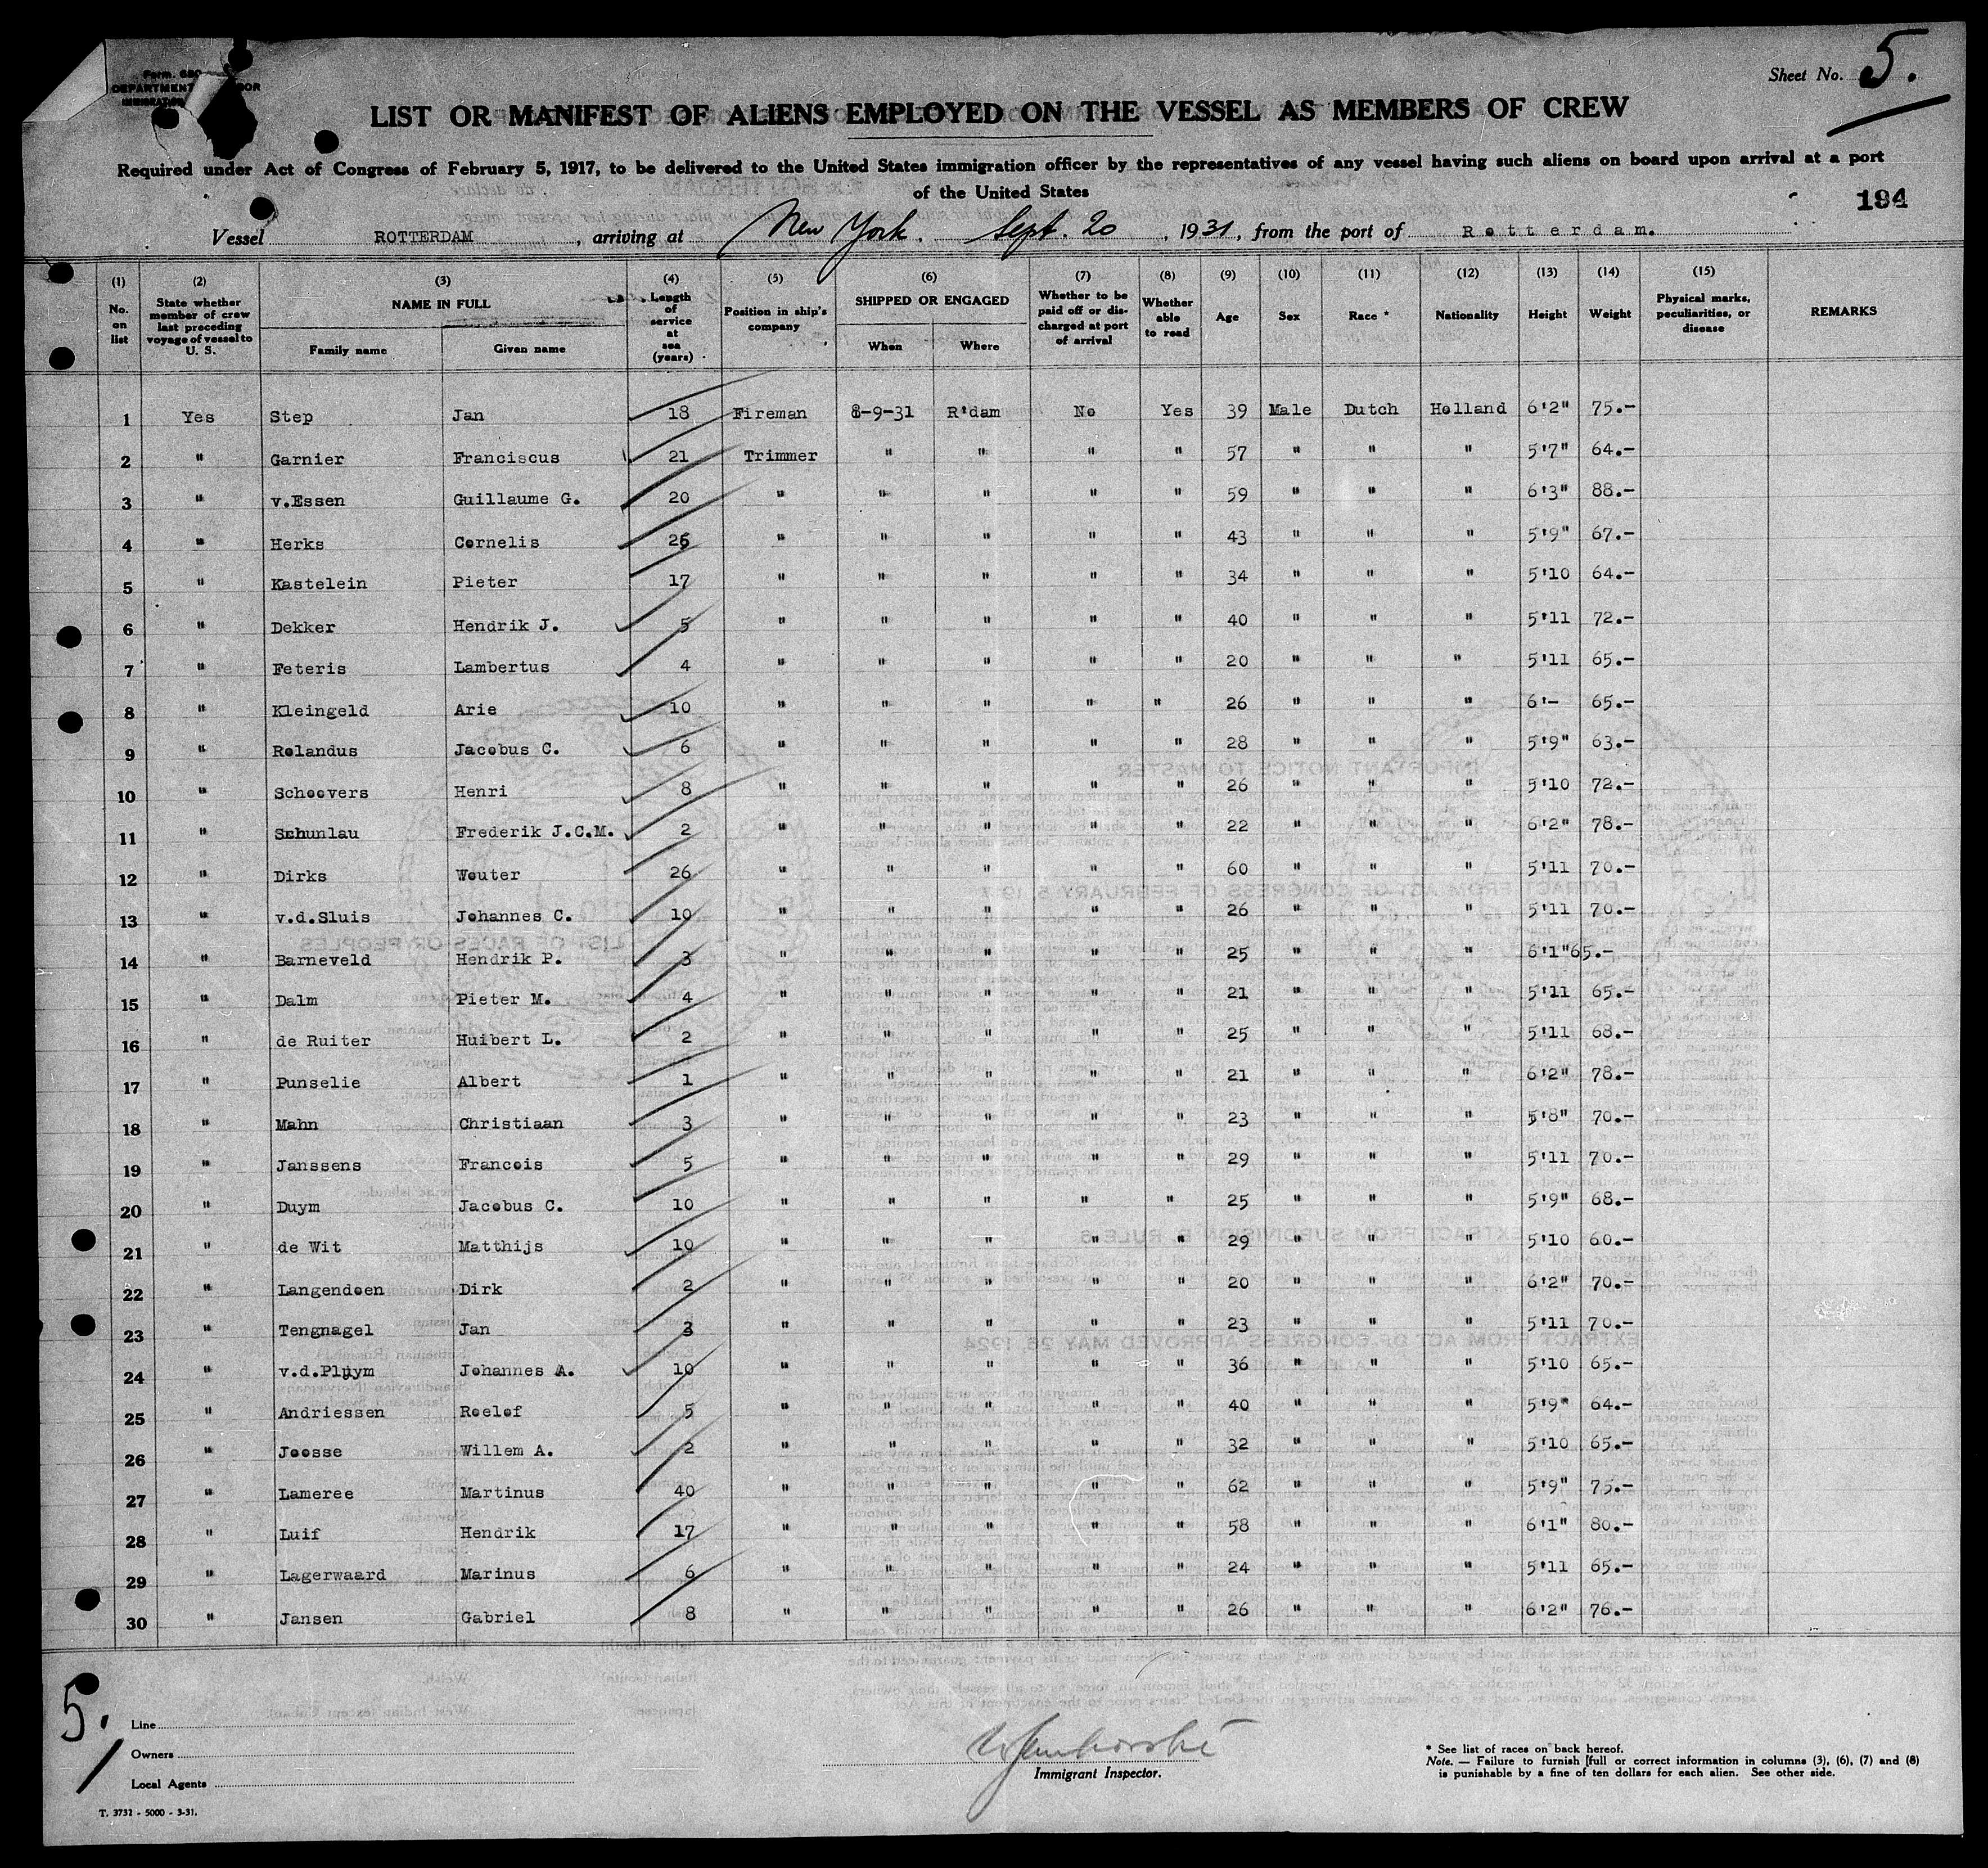 Form. 680
DEPARTMENT
Sheet No. 5.
LIST OR MANIFEST OF ALIENS EMPLOYED ON THE VESSEL AS MEMBERS OF CREW
Required under Act of Congress of February 5, 1917, to be delivered to the United States immigration officer by the representatives of any vessel having such aliens on board upon arrival at a port
of the United States
194
Vessel ROTTERDAM, arriving at New York. Sept. 20, 1931, from the port of Rotterdam.
(1) (2) (3) (4) (5) (6) (7) (8) (9) (10) (11) (12) (13) (14) (15)
No. on list State whether member of crew last preceding voyage of vessel to U. S. NAME IN FULL Family name Given name Length of service at sea (years) Position in ship's company SHIPPED OR ENGAGED When Where Whether to be paid off or discharged at port of arrival Whether able to read Age Sex Race * Nationality Height Weight Physical marks, peculiarities, or disease REMARKS
1 Yes Step Jan 18 Fireman 8-9-31 R'dam No Yes 39 Male Dutch Holland 6'2" 75.-
2 " Garnier Franciscus 21 Trimmer " " " " 57 " " " 5'7" 64.-
3 " v.Essen Guillaume G. 20 " " " " " 59 " " " 6'3" 88.-
4 " Herks Cornelis 26 " " " " " 43 " " " 5'9" 67.-
5 " Kastelein Pieter 17 " " " " " 34 " " " 5'10 64.-
6 " Dekker Hendrik J. 5 " " " " " 40 " " " 5'11 72.-
7 " Feteris Lambertus 4 " " " " " 20 " " " 5'11 65.-
8 " Kleingeld Arie 10 " " " " " 26 " " " 6'- 65.-
9 " Rolandus Jacobus C. 6 " " " " " 28 " " " 5'9" 63.-
10 " Schoovers Henri 8 " " " " " 26 " " " 5'10 72.-
11 " Schunlau Frederik J.C.M. 2 " " " " " 22 " " " 6'2" 78.-
12 " Dirks Wouter 26 " " " " " 60 " " " 5'11 70.-
13 " v.d.Sluis Johannes C. 10 " " " " " 26 " " " 5'11 70.-
14 " Barneveld Hendrik P. 3 " " " " " 25 " " " 6'1" 65.-
15 " Dalm Pieter M. 4 " " " " " 21 " " " 5'11 65.-
16 " de Ruiter Huibert L. 2 " " " " " 25 " " " 5'11 68.-
17 " Punselie Albert 1 " " " " " 21 " " " 6'2" 78.-
18 " Mahn Christiaan 3 " " " " " 23 " " " 5'8" 70.-
19 " Janssens Francois 5 " " " " " 29 " " " 5'11 70.-
20 " Duym Jacobus C. 10 " " " " " 25 " " " 5'9" 68.-
21 " de Wit Matthijs 10 " " " " " 29 " " " 5'10 60.-
22 " Langendoen Dirk 2 " " " " " 20 " " " 6'2" 70.-
23 " Tengnagel Jan 3 " " " " " 23 " " " 5'11 70.-
24 " v.d.Pluym Johannes A. 10 " " " " " 36 " " " 5'10 65.-
25 " Andriessen Roelof 5 " " " " " 40 " " " 5'9" 64.-
26 " Joosse Willem A. 2 " " " " " 32 " " " 5'10 65.-
27 " Lameree Martinus 40 " " " " " 62 " " " 5'9" 75.-
28 " Luif Hendrik 17 " " " " " 58 " " " 6'1" 80.-
29 " Lagerwaard Marinus 6 " " " " " 24 " " " 5'11 65.-
30 " Jansen Gabriel 8 " " " " " 26 " " " 6'2" 76.-
5.
Line
Owners
Local Agents
Immigrant Inspector.
* See list of races on back hereof.
Note. — Failure to furnish full or correct information in columns (3), (6), (7) and (8)
is punishable by a fine of ten dollars for each alien. See other side.
T. 3732 - 5000 - 3-31.